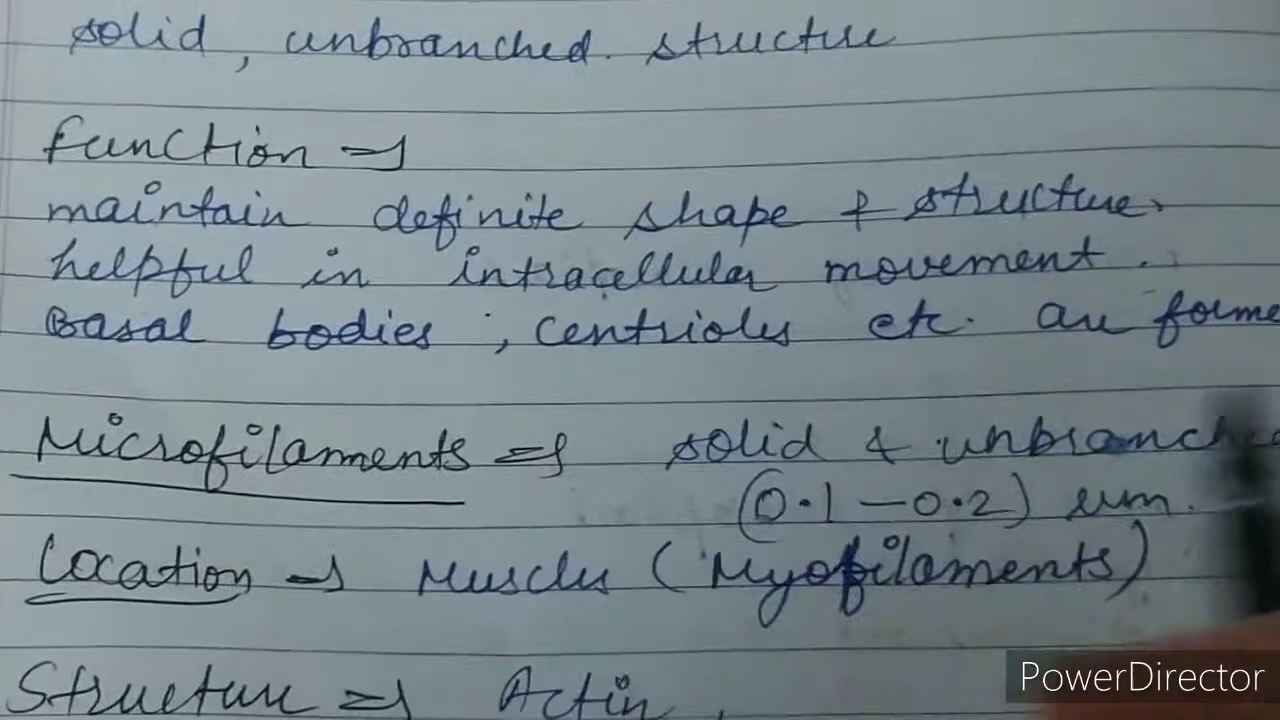 solid, unbranched. structure
function ⇒
maintain definite shape & structure.
helpful in intracellular movement.
Basal bodies, centrioles etc. are forme
Microfilaments ⇒ solid & unbranche
(0.1 – 0.2) um.
Location ⇒ Muscles (Myofilaments)
Structure ⇒ Actin,
PowerDirector